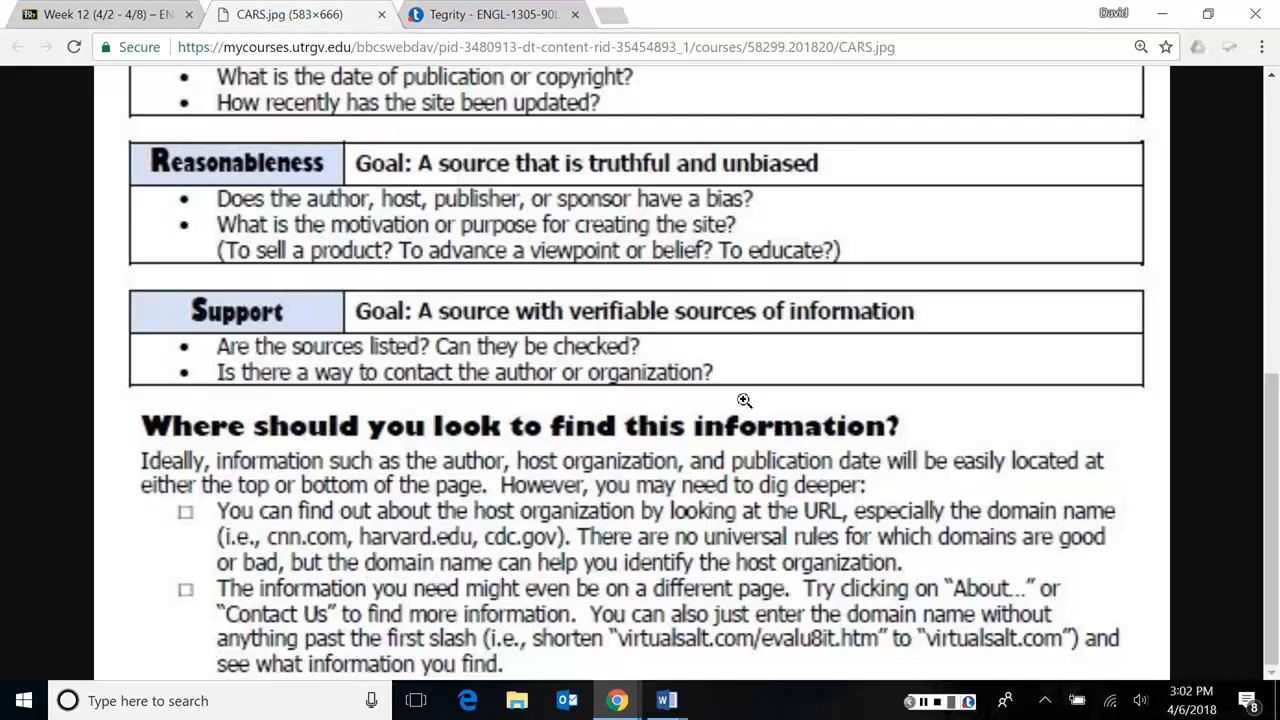 Week 12 (4/2 - 4/8) – EN
CARS.jpg (583×666)
Tegrity - ENGL-1305-90L
David
Secure
https://mycourses.utrgv.edu/bbcswebdav/pid-3480913-dt-content-rid-35454893_1/courses/58299.201820/CARS.jpg
• What is the date of publication or copyright?
• How recently has the site been updated?
Reasonableness Goal: A source that is truthful and unbiased
• Does the author, host, publisher, or sponsor have a bias?
• What is the motivation or purpose for creating the site?
(To sell a product? To advance a viewpoint or belief? To educate?)
Support Goal: A source with verifiable sources of information
• Are the sources listed? Can they be checked?
• Is there a way to contact the author or organization?
Where should you look to find this information?
Ideally, information such as the author, host organization, and publication date will be easily located at
either the top or bottom of the page. However, you may need to dig deeper:
□ You can find out about the host organization by looking at the URL, especially the domain name
(i.e., cnn.com, harvard.edu, cdc.gov). There are no universal rules for which domains are good
or bad, but the domain name can help you identify the host organization.
□ The information you need might even be on a different page. Try clicking on “About…” or
“Contact Us” to find more information. You can also just enter the domain name without
anything past the first slash (i.e., shorten “virtualsalt.com/evalu8it.htm” to “virtualsalt.com”) and
see what information you find.
Type here to search
3:02 PM
4/6/2018
8